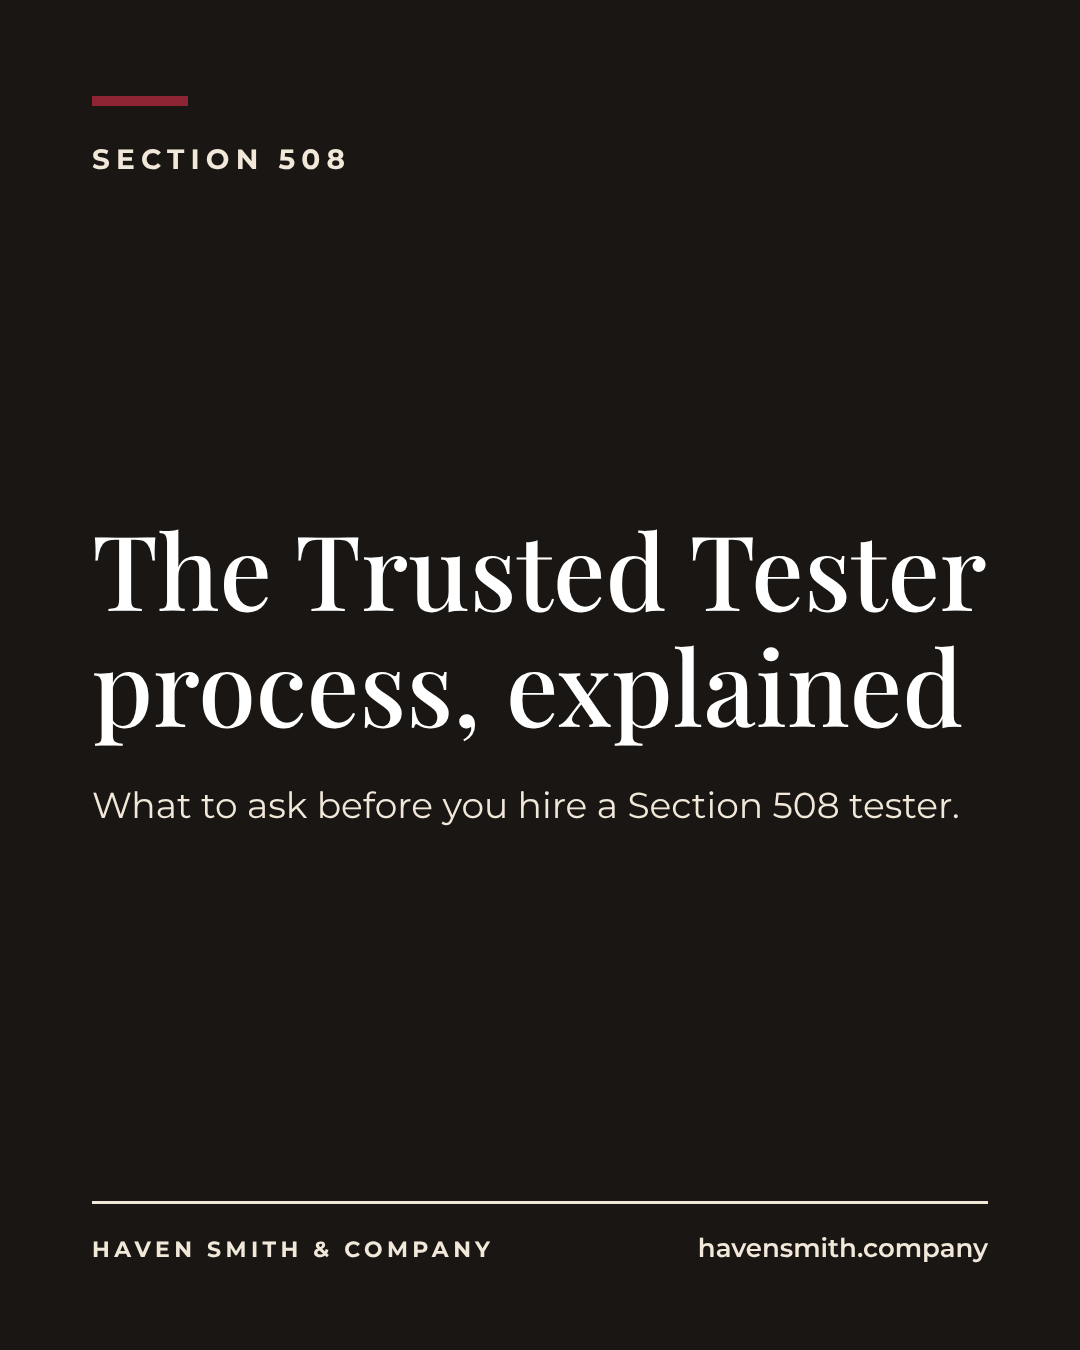 SECTION 508
The Trusted Tester
process, explained
What to ask before you hire a Section 508 tester.
HAVEN SMITH & COMPANY
havensmith.company